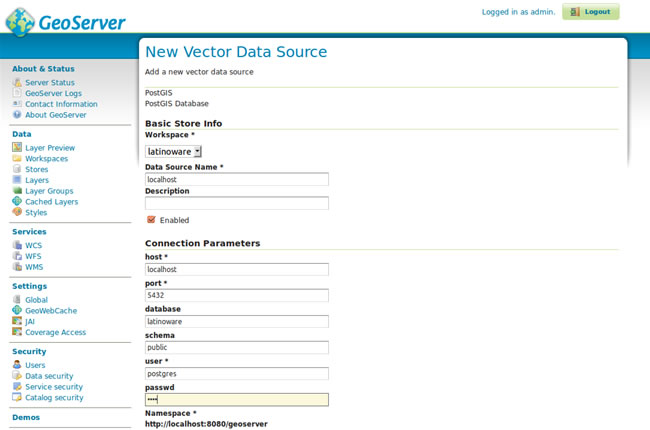 GeoServer
Logged in as admin.
Logout
About & Status
Server Status
GeoServer Logs
Contact Information
About GeoServer
Data
Layer Preview
Workspaces
Stores
Layers
Layer Groups
Cached Layers
Styles
Services
WCS
WFS
WMS
Settings
Global
GeoWebCache
JAI
Coverage Access
Security
Users
Data security
Service security
Catalog security
Demos
New Vector Data Source
Add a new vector data source
PostGIS
PostGIS Database
Basic Store Info
Workspace *
latinoware
Data Source Name *
localhost
Description
Enabled
Connection Parameters
host *
localhost
port *
5432
database
latinoware
schema
public
user *
postgres
passwd
••••
Namespace *
http://localhost:8080/geoserver